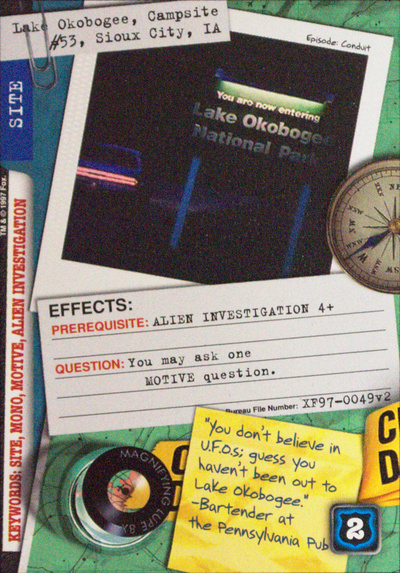 Lake Okobogee, Campsite
#53, Sioux City, IA
Episode: Conduit
SITE
You are now entering
Lake Okobogee
National Park
TM & © 1997 Fox.
KEYWORDS: SITE, MONO, MOTIVE, ALIEN INVESTIGATION
EFFECTS:
PREREQUISITE: ALIEN INVESTIGATION 4+
QUESTION: You may ask one
MOTIVE question.
Bureau File Number: XF97-0049v2
MAGNIFYING LUPE 8X
"You don't believe in
U.F.O.s; guess you
haven't been out to
Lake Okobogee."
-Bartender at
the Pennsylvania Pub
2